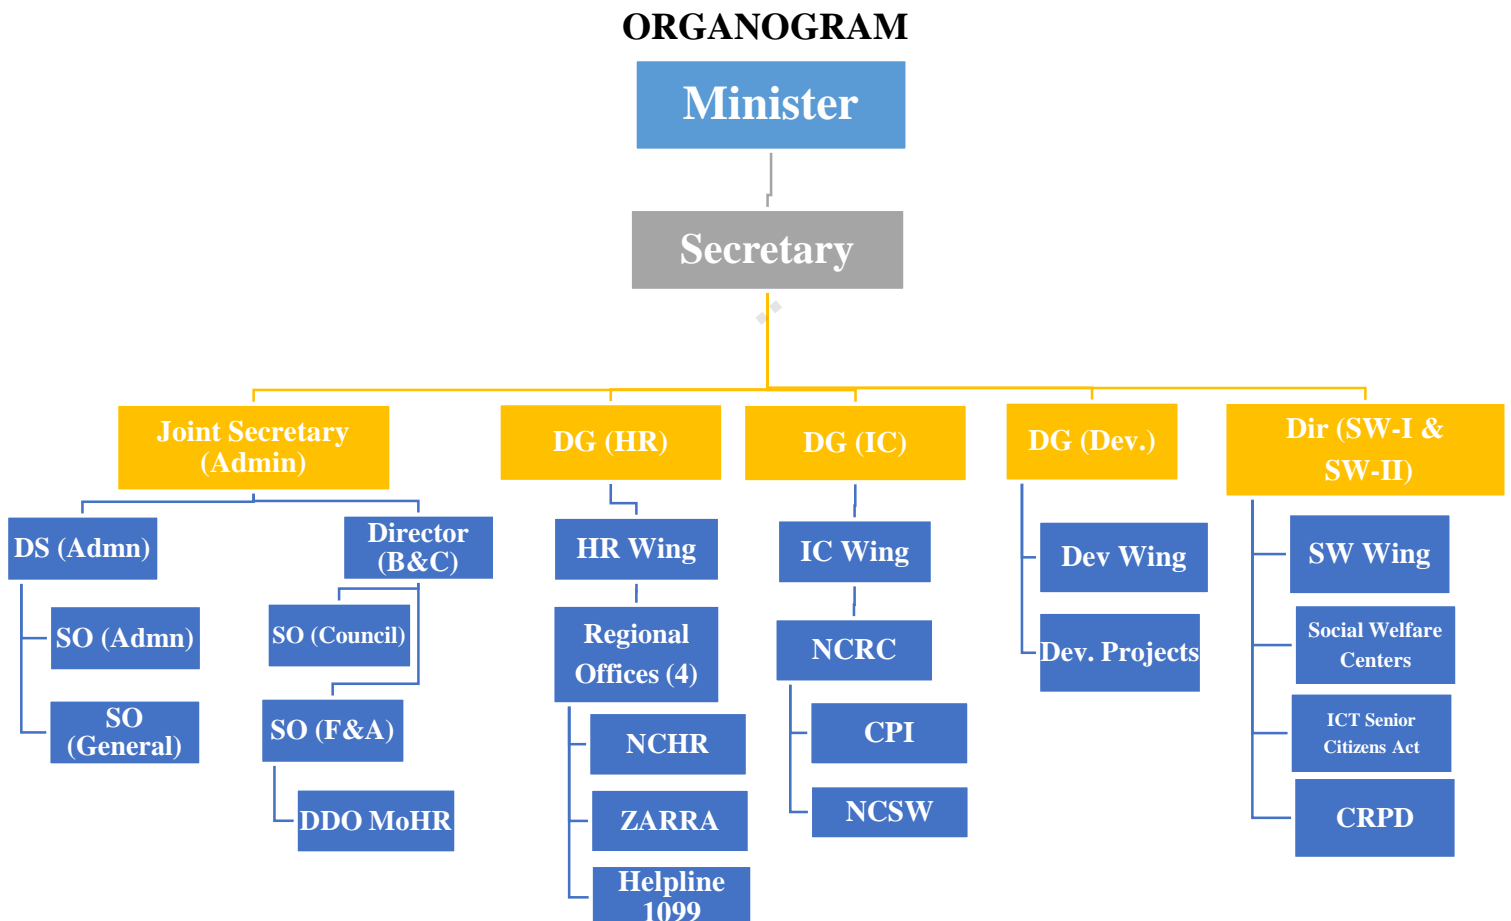 ORGANOGRAM
Minister
Secretary
Joint Secretary
(Admin)
DG (HR)
DG (IC)
DG (Dev.)
Dir (SW-I &
SW-II)
DS (Admn)
Director
(B&C)
SO (Admn)
SO (Council)
SO
(General)
SO (F&A)
DDO MoHR
HR Wing
Regional
Offices (4)
NCHR
ZARRA
Helpline
1099
IC Wing
NCRC
CPI
NCSW
Dev Wing
Dev. Projects
SW Wing
Social Welfare
Centers
ICT Senior
Citizens Act
CRPD